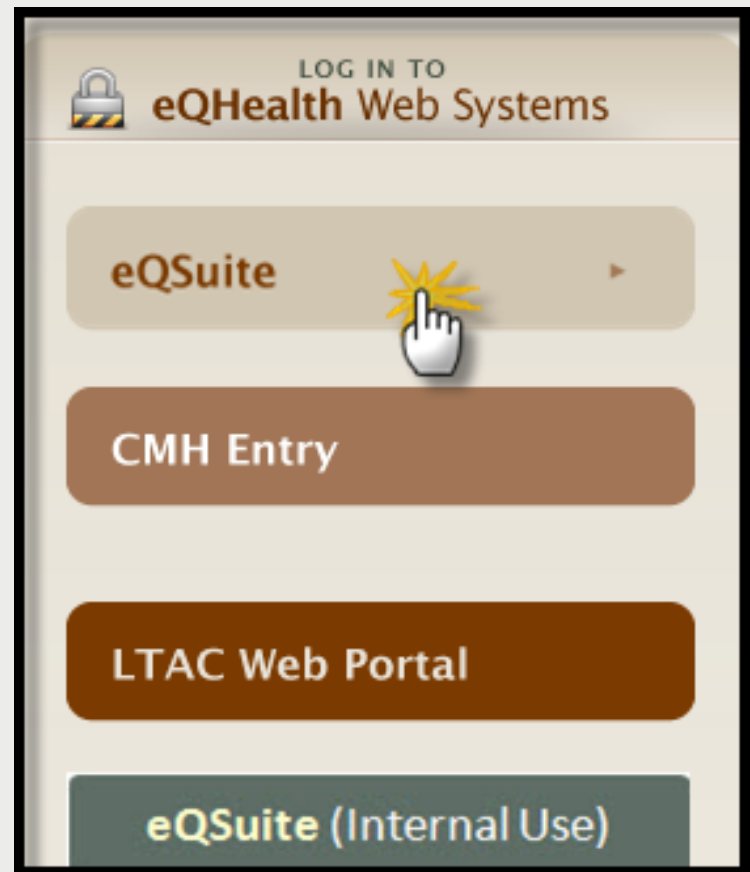 LOG IN TO
eQHealth Web Systems
eQSuite
CMH Entry
LTAC Web Portal
eQSuite (Internal Use)